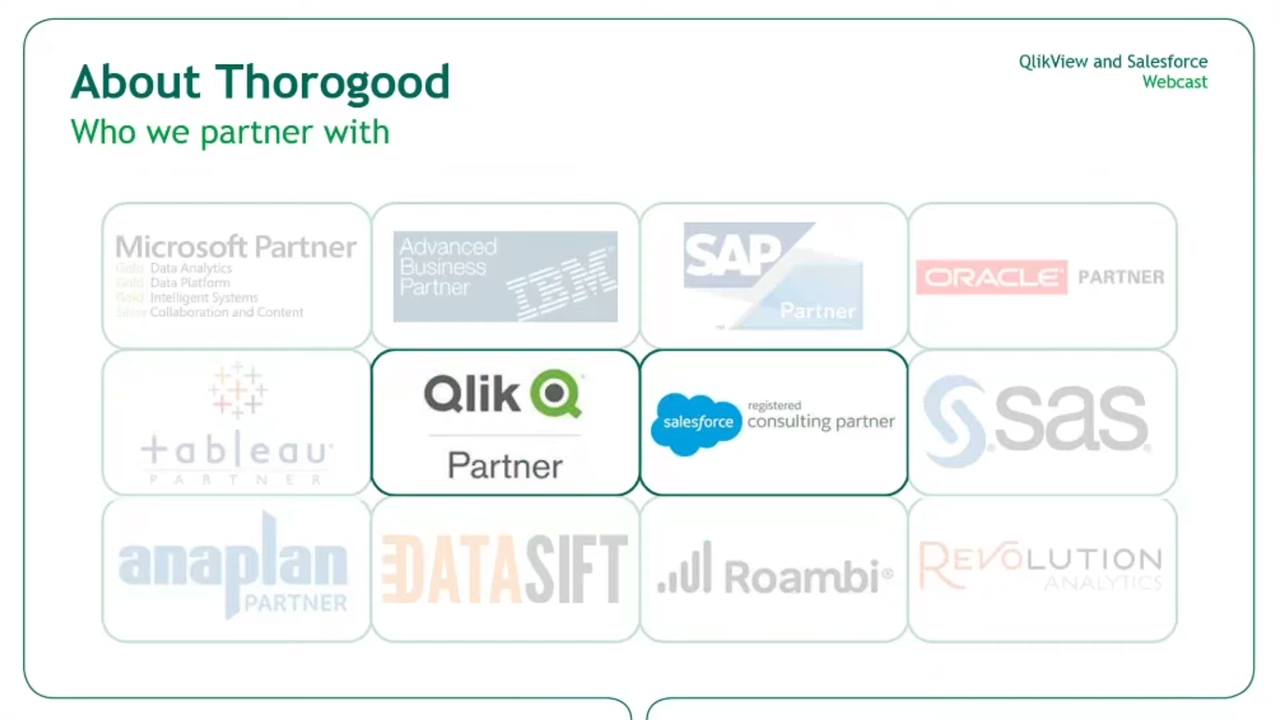 About Thorogood
Who we partner with
QlikView and Salesforce
Webcast
Microsoft Partner
Gold Data Analytics
Gold Data Platform
Gold Intelligent Systems
Silver Collaboration and Content
Advanced
Business
Partner
IBM
SAP
Partner
ORACLE PARTNER
tableau
PARTNER
Qlik
Partner
salesforce
registered
consulting partner
sas
anaplan
PARTNER
DATASIFT
Roambi
REVOLUTION
ANALYTICS